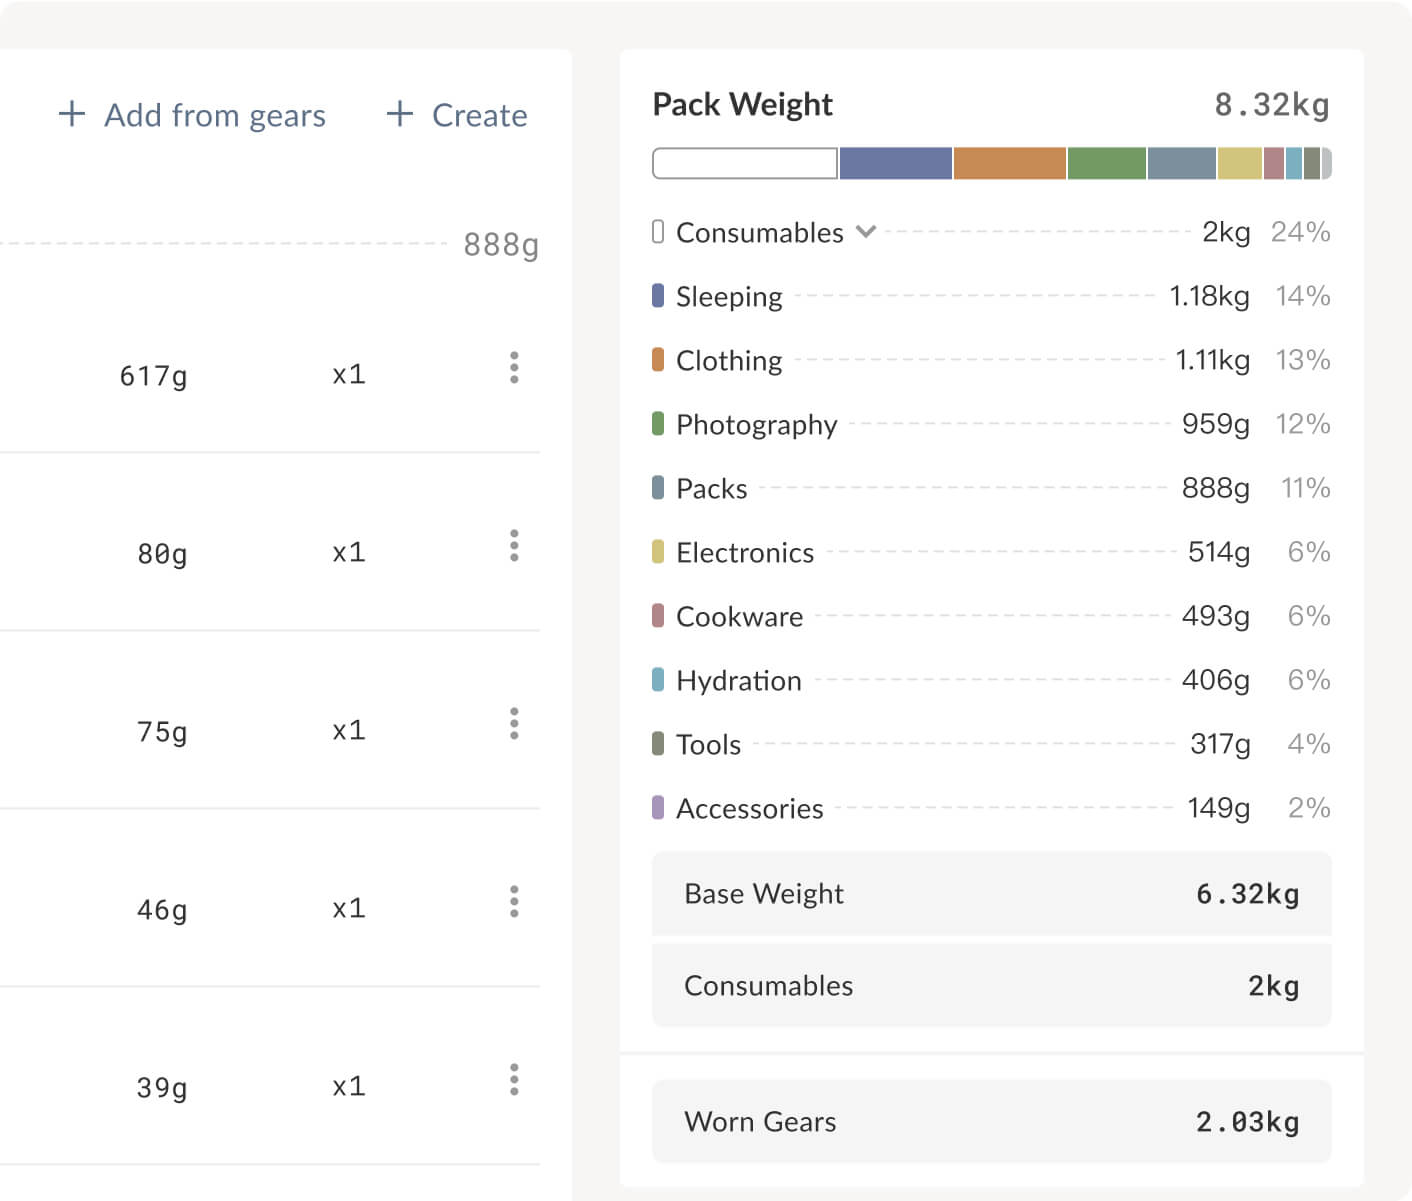 + Add from gears + Create
888g
617g x1
80g x1
75g x1
46g x1
39g x1
Pack Weight 8.32kg
Consumables 2kg 24%
Sleeping 1.18kg 14%
Clothing 1.11kg 13%
Photography 959g 12%
Packs 888g 11%
Electronics 514g 6%
Cookware 493g 6%
Hydration 406g 6%
Tools 317g 4%
Accessories 149g 2%
Base Weight 6.32kg
Consumables 2kg
Worn Gears 2.03kg